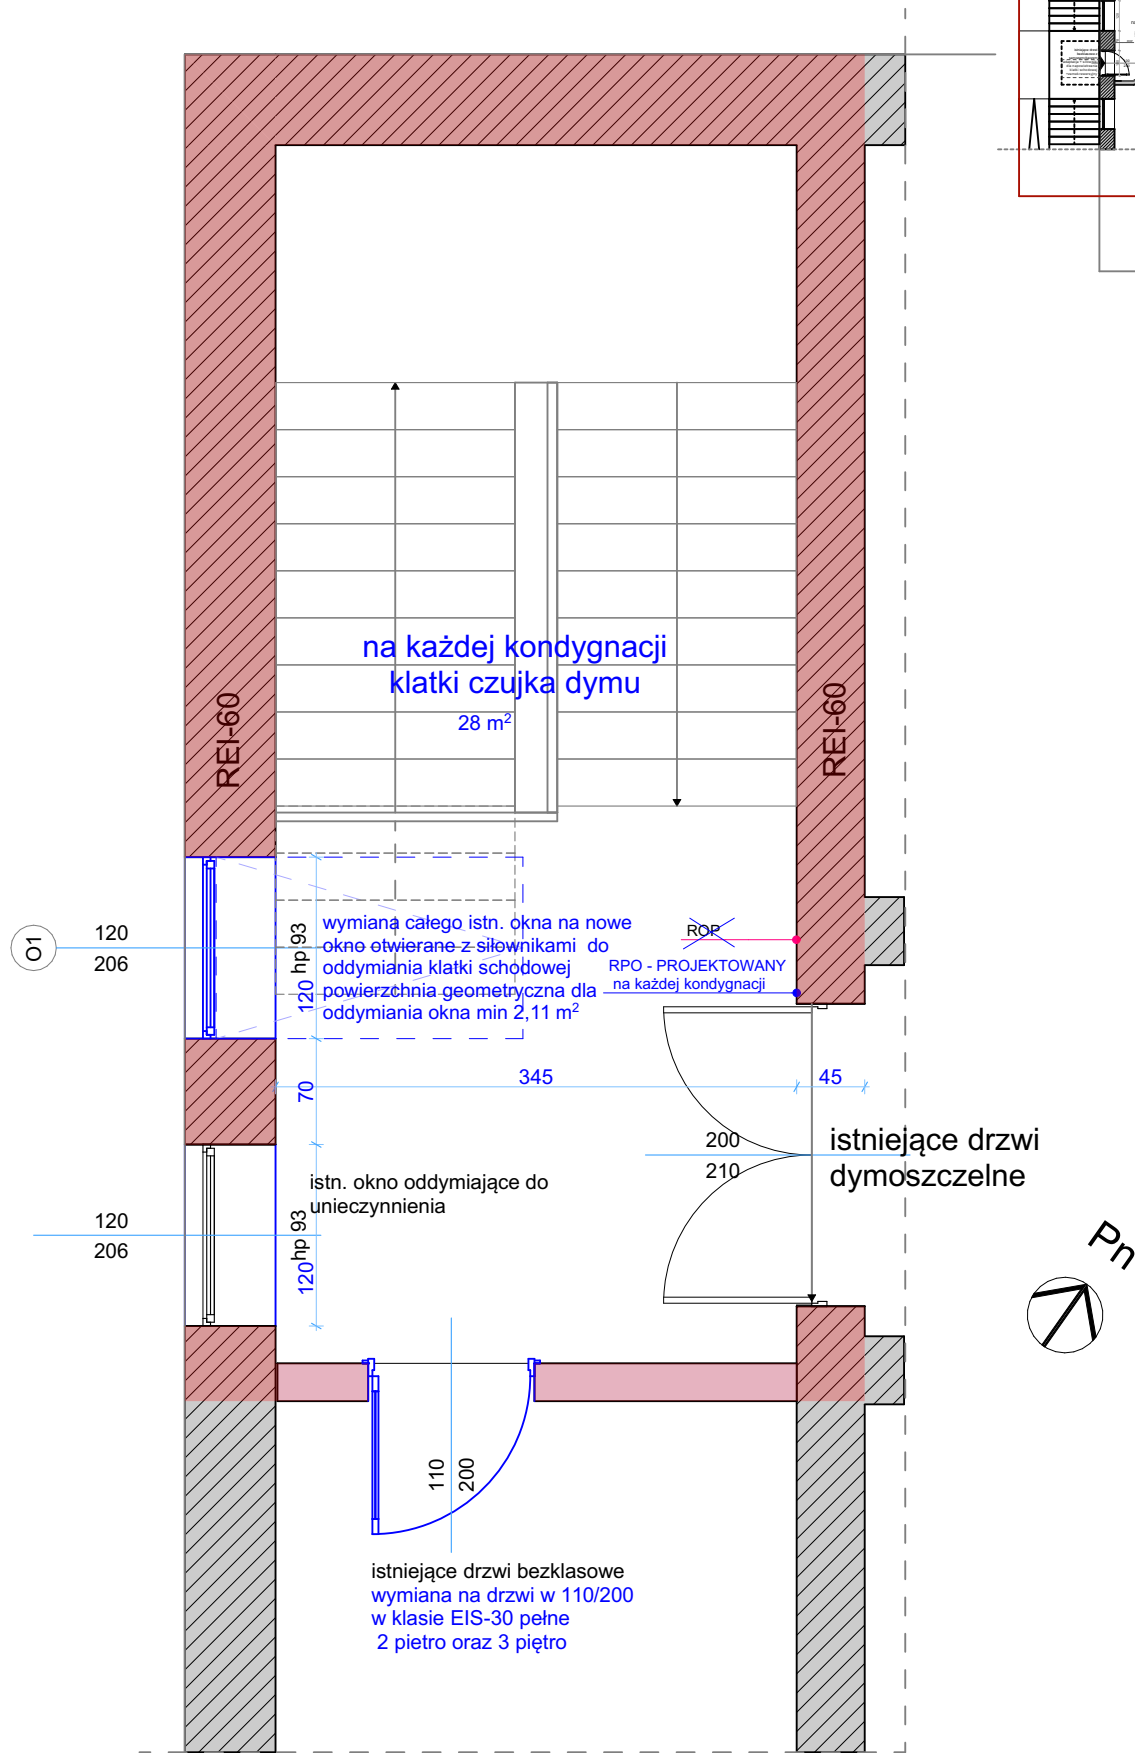 na każdej kondygnacji
klatki czujka dymu
28 m²
REI-60
REI-60
O1
120
206
hp 93
120
wymiana całego istn. okna na nowe
okno otwierane z siłownikami do
oddymiania klatki schodowej
powierzchnia geometryczna dla
oddymiania okna min 2,11 m²
ROP
RPO - PROJEKTOWANY
na każdej kondygnacji
70
345
45
200
210
istniejące drzwi
dymoszczelne
istn. okno oddymiające do
unieczynnienia
120
206
hp 93
120
Pn
110
200
istniejące drzwi bezklasowe
wymiana na drzwi w 110/200
w klasie EIS-30 pełne
2 pietro oraz 3 piętro